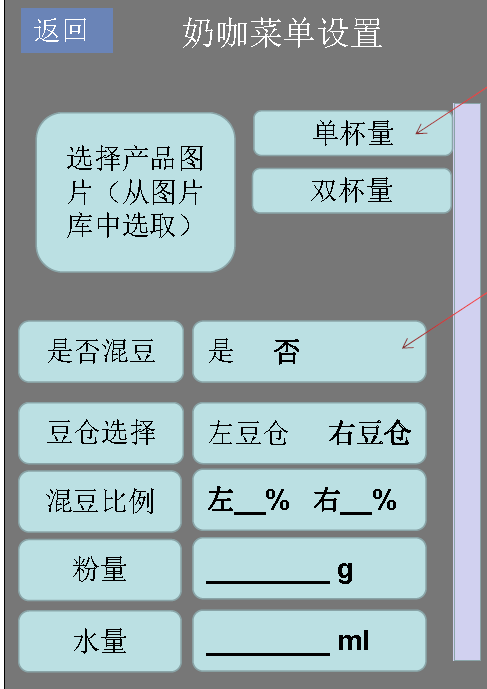 返回
奶咖菜单设置
选择产品图
片（从图片
库中选取）
单杯量
双杯量
是否混豆
是 否
豆仓选择
左豆仓 右豆仓
混豆比例
左__% 右__%
粉量
________ g
水量
________ ml